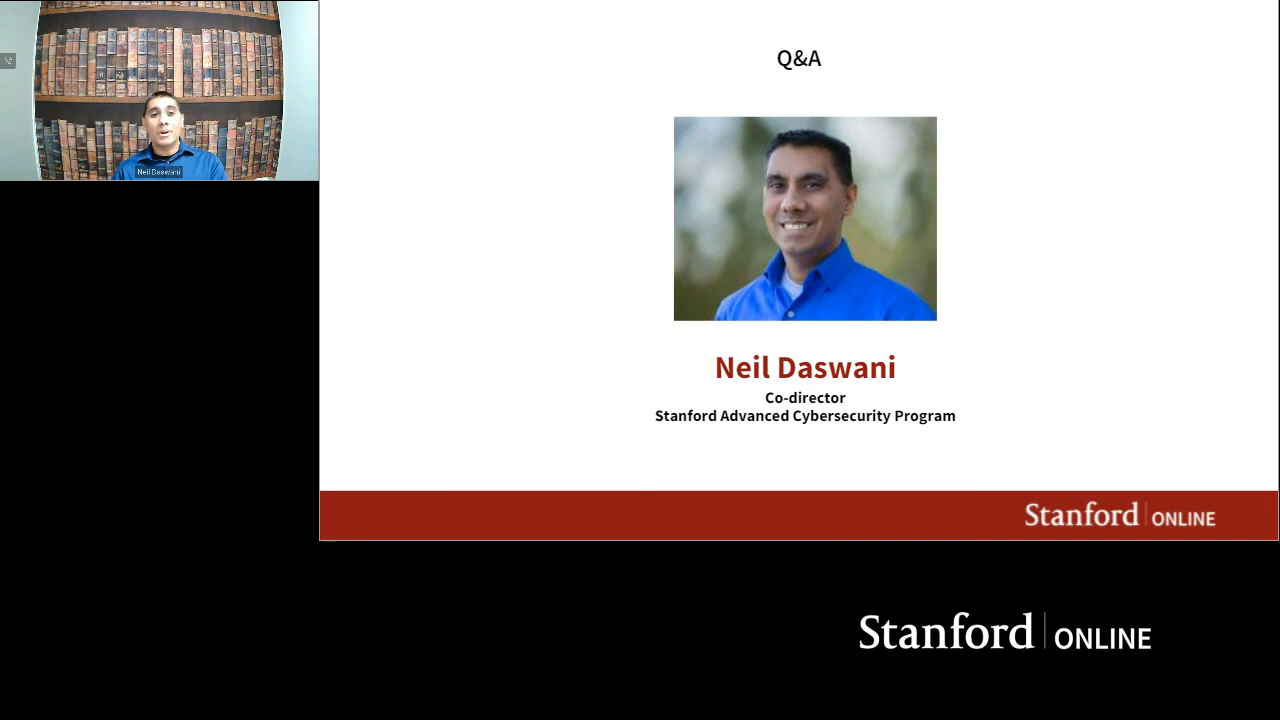 Neil Daswani
Q&A
Neil Daswani
Co-director
Stanford Advanced Cybersecurity Program
Stanford | ONLINE
Stanford | ONLINE